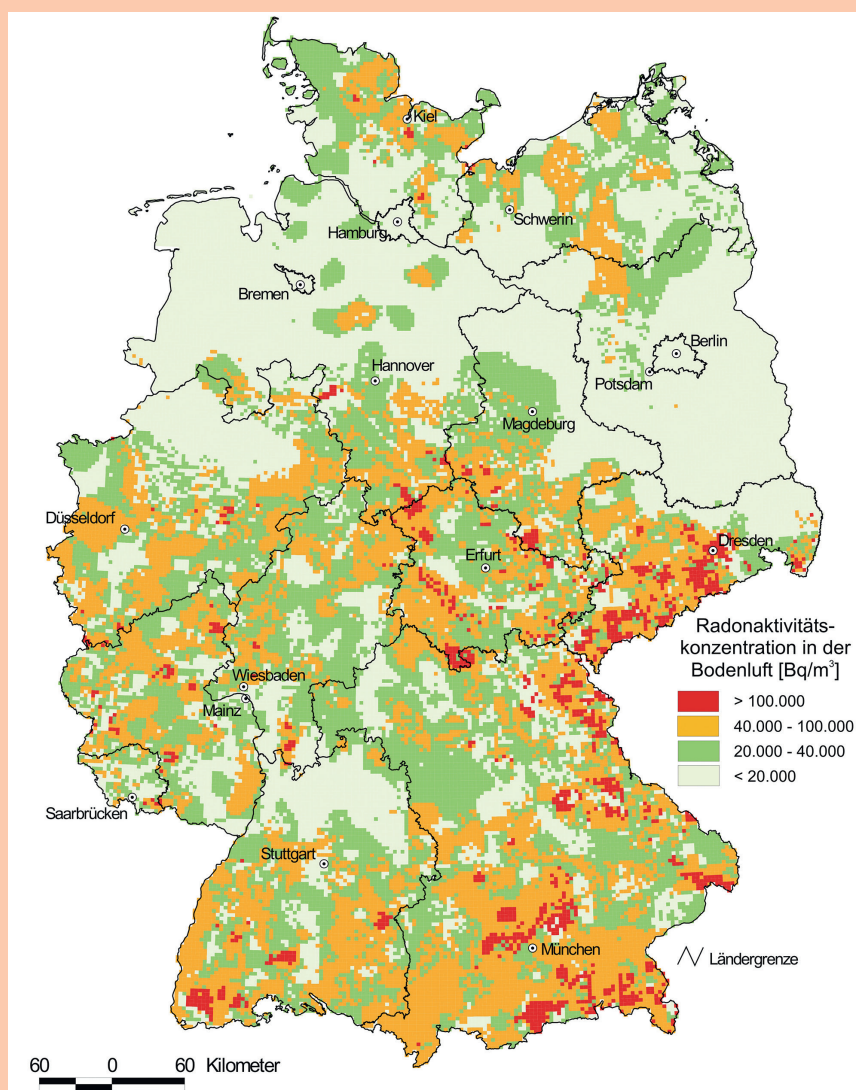 Kiel
Schwerin
Hamburg
Bremen
Berlin
Hannover
Potsdam
Magdeburg
Düsseldorf
Dresden
Erfurt
Radonaktivitäts-
konzentration in der
Bodenluft [Bq/m³]
Wiesbaden
Mainz
> 100.000
40.000 - 100.000
20.000 - 40.000
< 20.000
Saarbrücken
Stuttgart
München
Ländergrenze
60 0 60 Kilometer